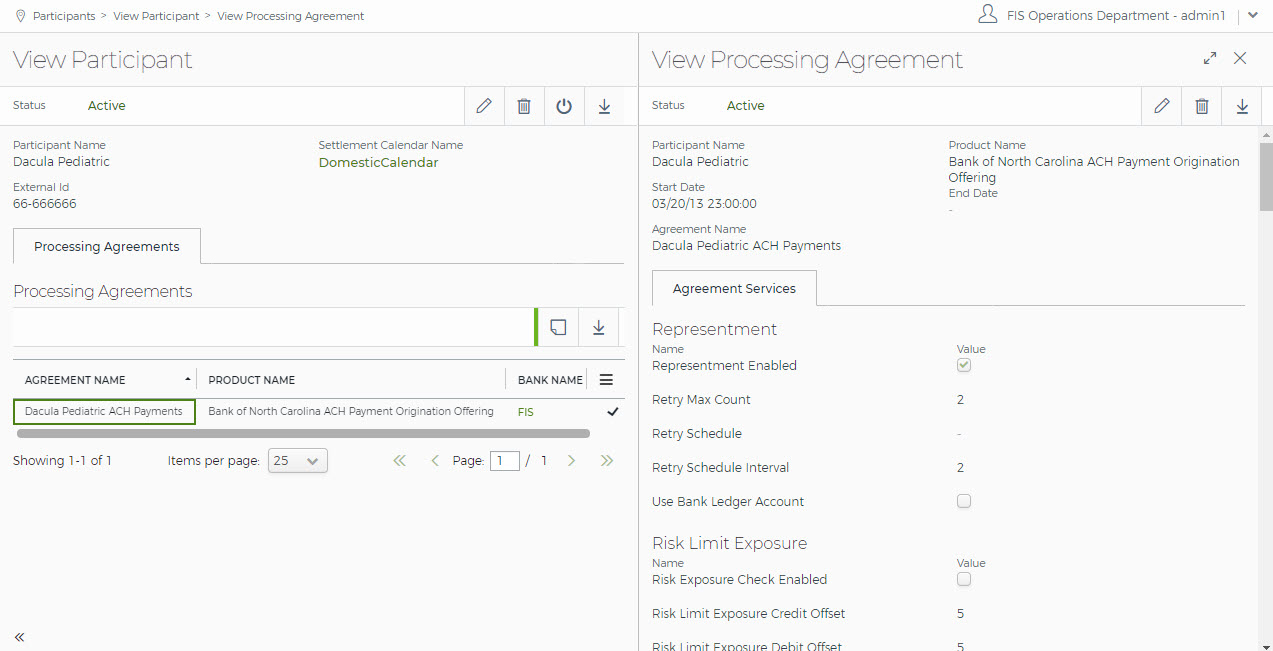 Participants > View Participant > View Processing Agreement
FIS Operations Department - admin1
View Participant
Status Active
Participant Name Settlement Calendar Name
Dacula Pediatric DomesticCalendar
External Id
66-666666
Processing Agreements
Processing Agreements
AGREEMENT NAME PRODUCT NAME BANK NAME
Dacula Pediatric ACH Payments Bank of North Carolina ACH Payment Origination Offering FIS
Showing 1-1 of 1 Items per page: 25 Page: 1 / 1
View Processing Agreement
Status Active
Participant Name Product Name
Dacula Pediatric Bank of North Carolina ACH Payment Origination
Offering
Start Date End Date
03/20/13 23:00:00 -
Agreement Name
Dacula Pediatric ACH Payments
Agreement Services
Representment
Name Value
Representment Enabled
Retry Max Count 2
Retry Schedule -
Retry Schedule Interval 2
Use Bank Ledger Account
Risk Limit Exposure
Name Value
Risk Exposure Check Enabled
Risk Limit Exposure Credit Offset 5
Risk Limit Exposure Debit Offset 5